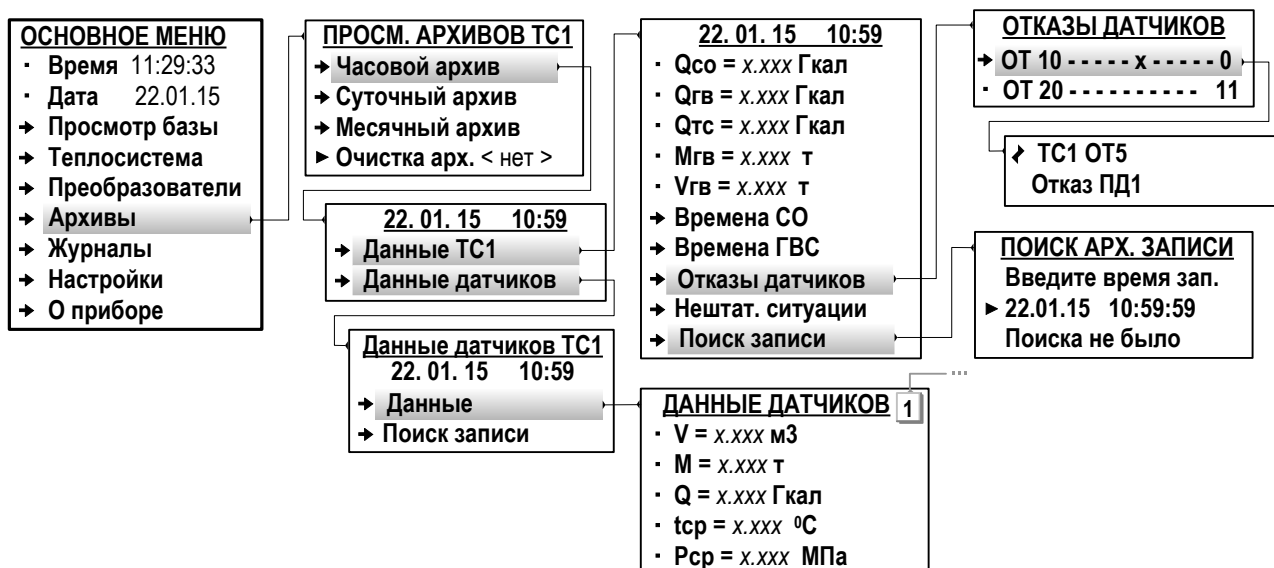 ОСНОВНОЕ МЕНЮ
Время 11:29:33
Дата 22.01.15
Просмотр базы
Теплосистема
Преобразователи
Архивы
Журналы
Настройки
О приборе
ПРОСМ. АРХИВОВ ТС1
Часовой архив
Суточный архив
Месячный архив
Очистка арх. < нет >
22. 01. 15 10:59
Данные ТС1
Данные датчиков
Данные датчиков ТС1
22. 01. 15 10:59
Данные
Поиск записи
22. 01. 15 10:59
Qсо = x.xxx Гкал
Qгв = x.xxx Гкал
Qтс = x.xxx Гкал
Mгв = x.xxx т
Vгв = x.xxx т
Времена СО
Времена ГВС
Отказы датчиков
Нештат. ситуации
Поиск записи
ДАННЫЕ ДАТЧИКОВ 1
V = x.xxx м3
M = x.xxx т
Q = x.xxx Гкал
tср = x.xxx ⁰C
Pср = x.xxx МПа
ОТКАЗЫ ДАТЧИКОВ
ОТ 10 - - - - - x - - - - - 0
ОТ 20 - - - - - - - - - - 11
ТС1 ОТ5
Отказ ПД1
ПОИСК АРХ. ЗАПИСИ
Введите время зап.
22.01.15 10:59:59
Поиска не было